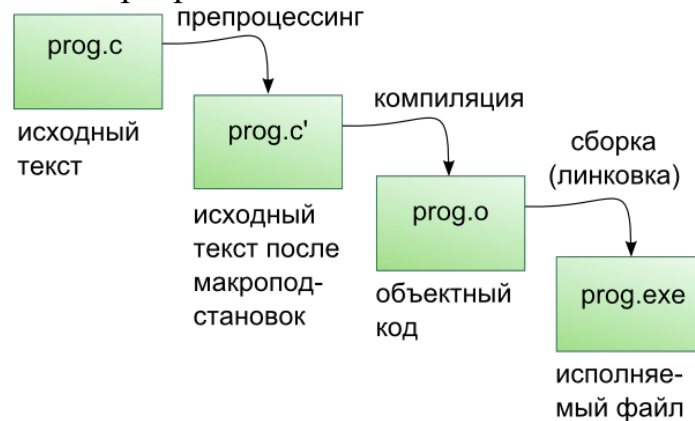 препроцессинг
prog.c
исходный
текст
компиляция
prog.c'
исходный
текст после
макропод-
становок
сборка
(линковка)
prog.o
объектный
код
prog.exe
исполняе-
мый файл